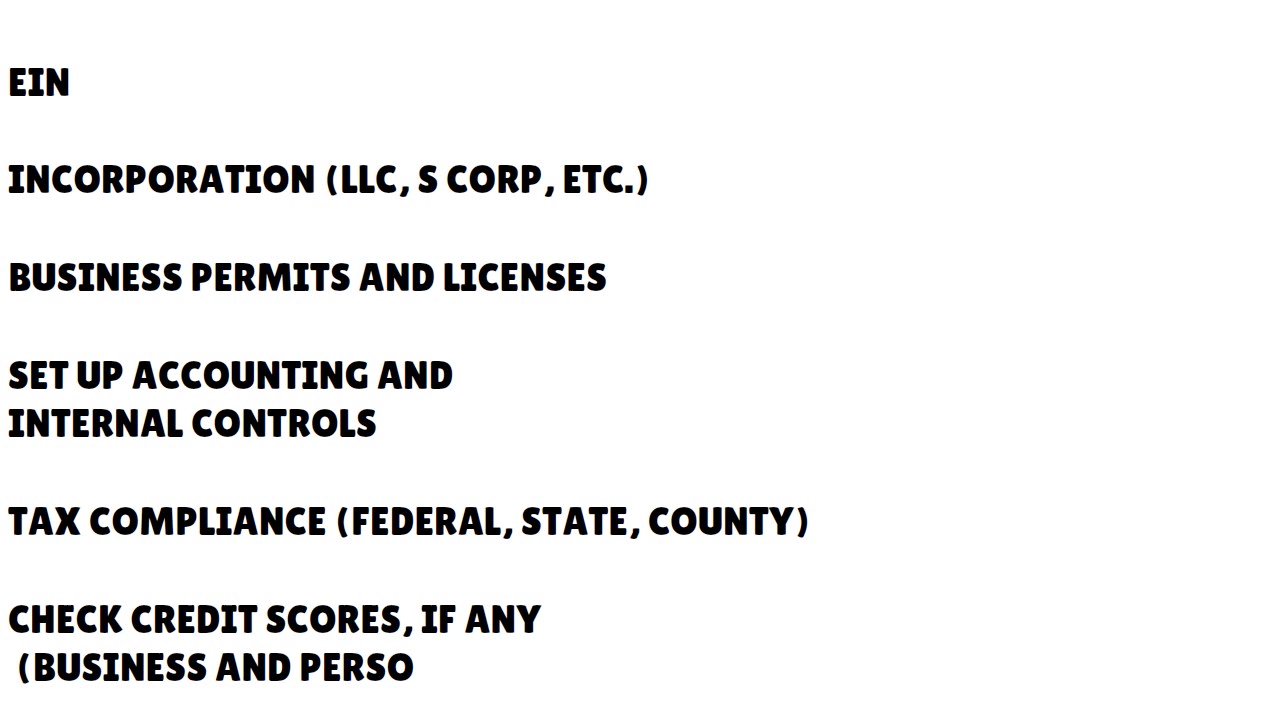 EIN
INCORPORATION (LLC, S CORP, ETC.)
BUSINESS PERMITS AND LICENSES
SET UP ACCOUNTING AND
INTERNAL CONTROLS
TAX COMPLIANCE (FEDERAL, STATE, COUNTY)
CHECK CREDIT SCORES, IF ANY
(BUSINESS AND PERSO